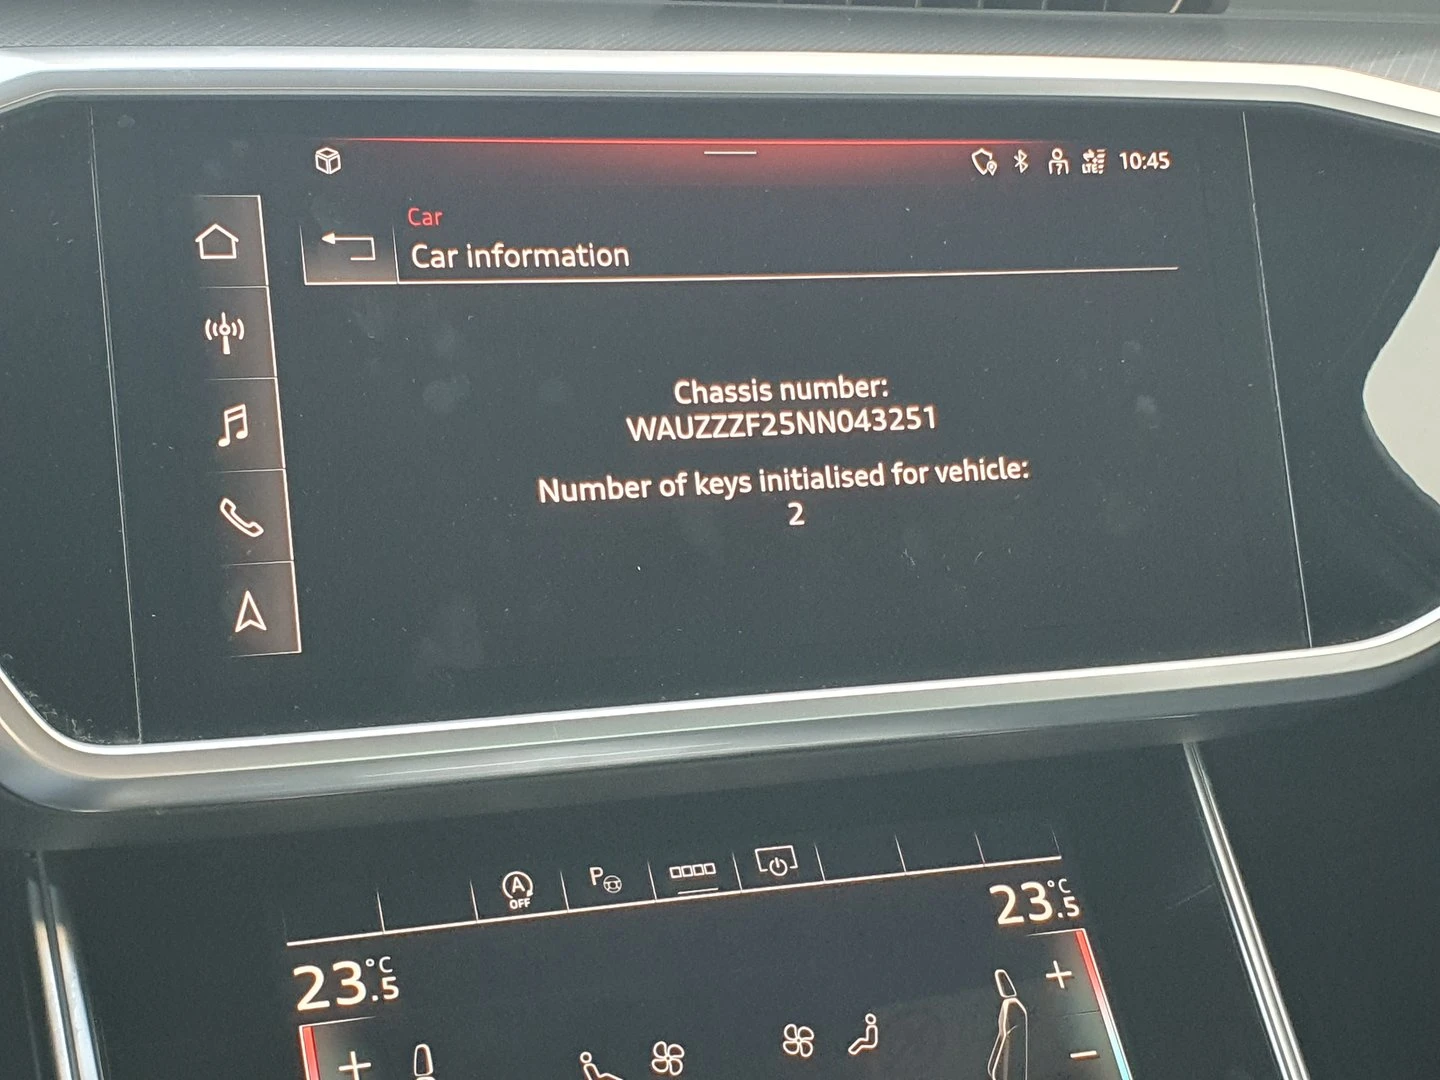 LTE
10:45
Car
Car information
Chassis number:
WAUZZZF25NN043251
Number of keys initialised for vehicle:
2
A
OFF
P
23.5 °C
23.5 °C